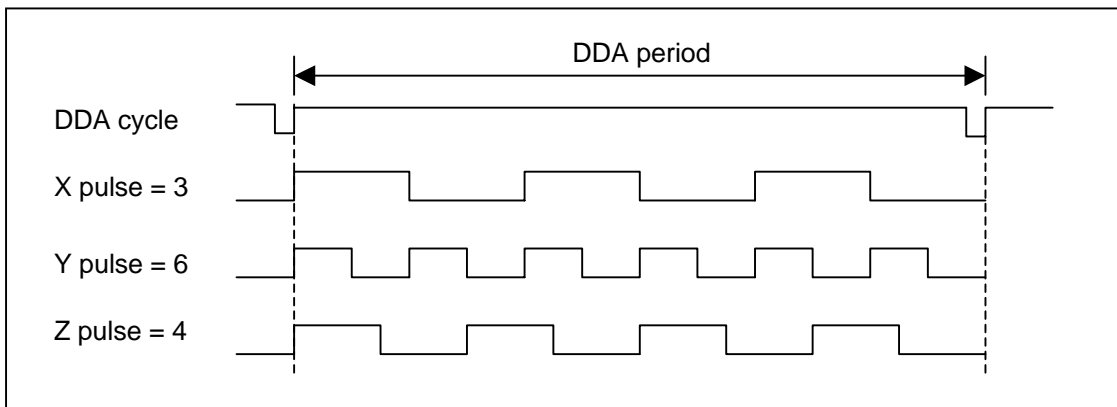 DDA period
DDA cycle
X pulse = 3
Y pulse = 6
Z pulse = 4